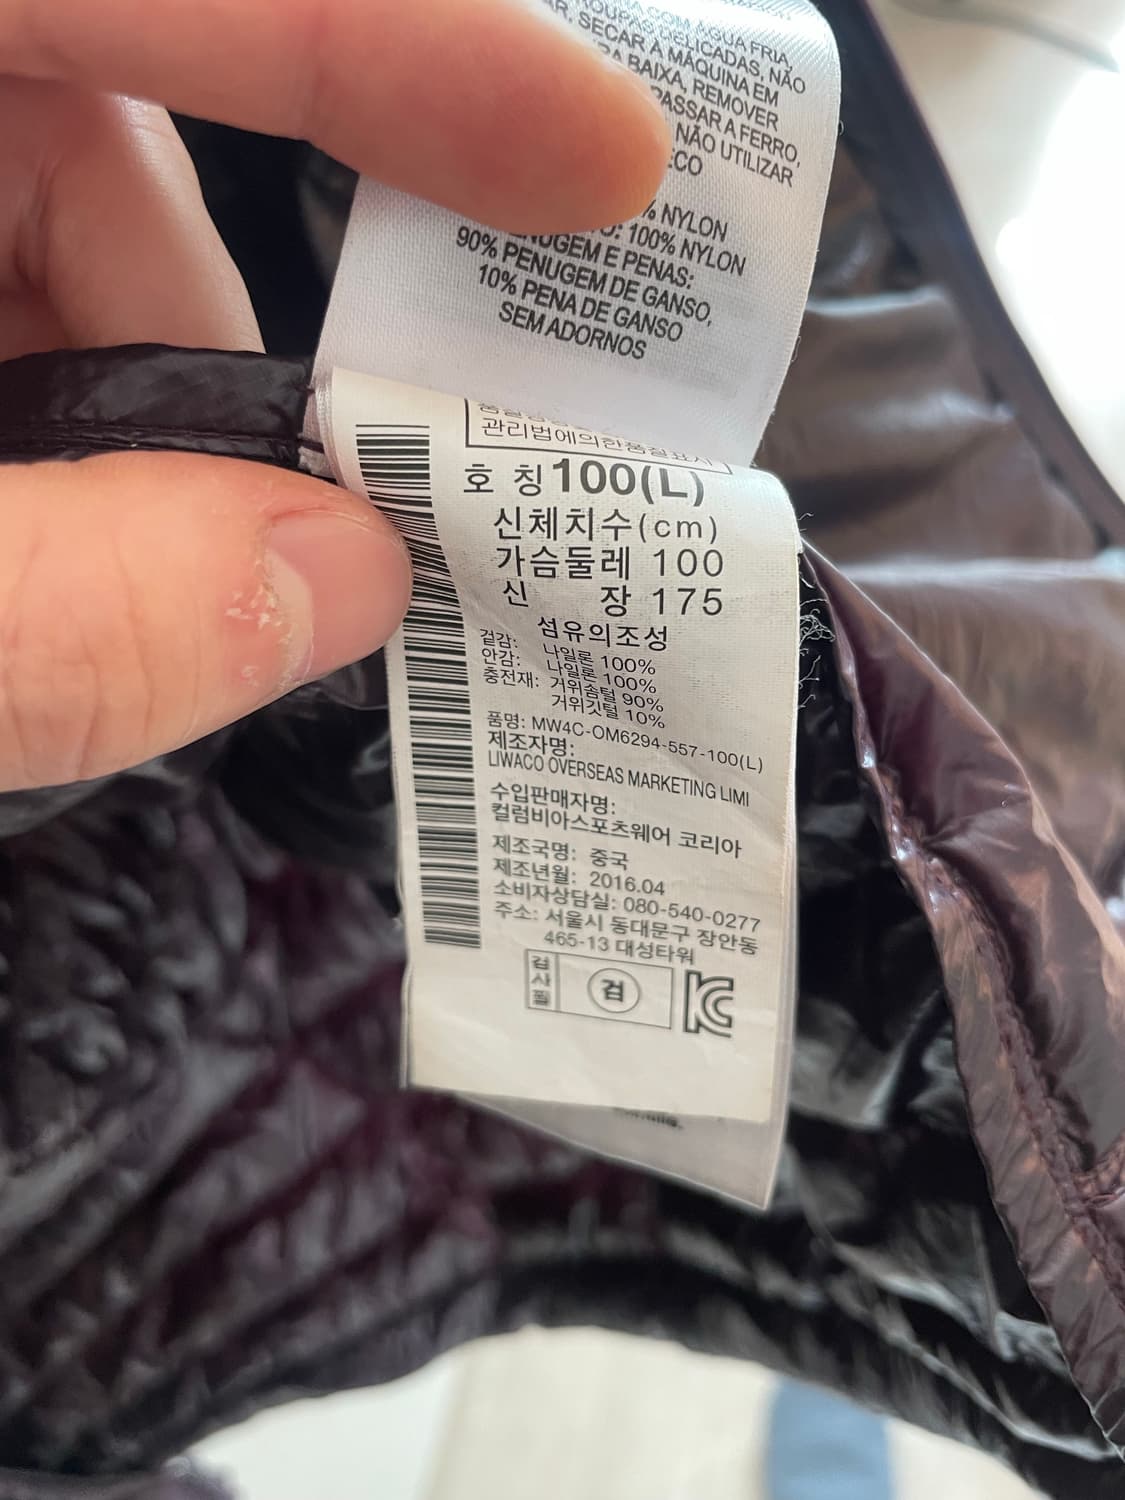 ROUPAS COM AGUA FRIA,
ROUPAS DELICADAS, NÃO
SECAR A MÁQUINA EM
BAIXA, REMOVER
PASSAR A FERRO,
NÃO UTILIZAR
% NYLON
100% NYLON
E PENAS:
90% PENUGEM DE GANSO,
10% PENA DE GANSO
SEM ADORNOS
관리법에의한품질표시
호 칭 100(L)
신체치수(cm)
가슴둘레 100
신 장 175
섬유의조성
겉감: 나일론 100%
안감: 나일론 100%
충전재: 거위솜털 90%
거위깃털 10%
품명: MW4C-OM6294-557-100(L)
제조자명:
LIWACO OVERSEAS MARKETING LIMI
수입판매자명:
컬럼비아스포츠웨어 코리아
제조국명: 중국
제조년월: 2016.04
소비자상담실: 080-540-0277
주소: 서울시 동대문구 장안동
465-13 대성타워
검사필
검